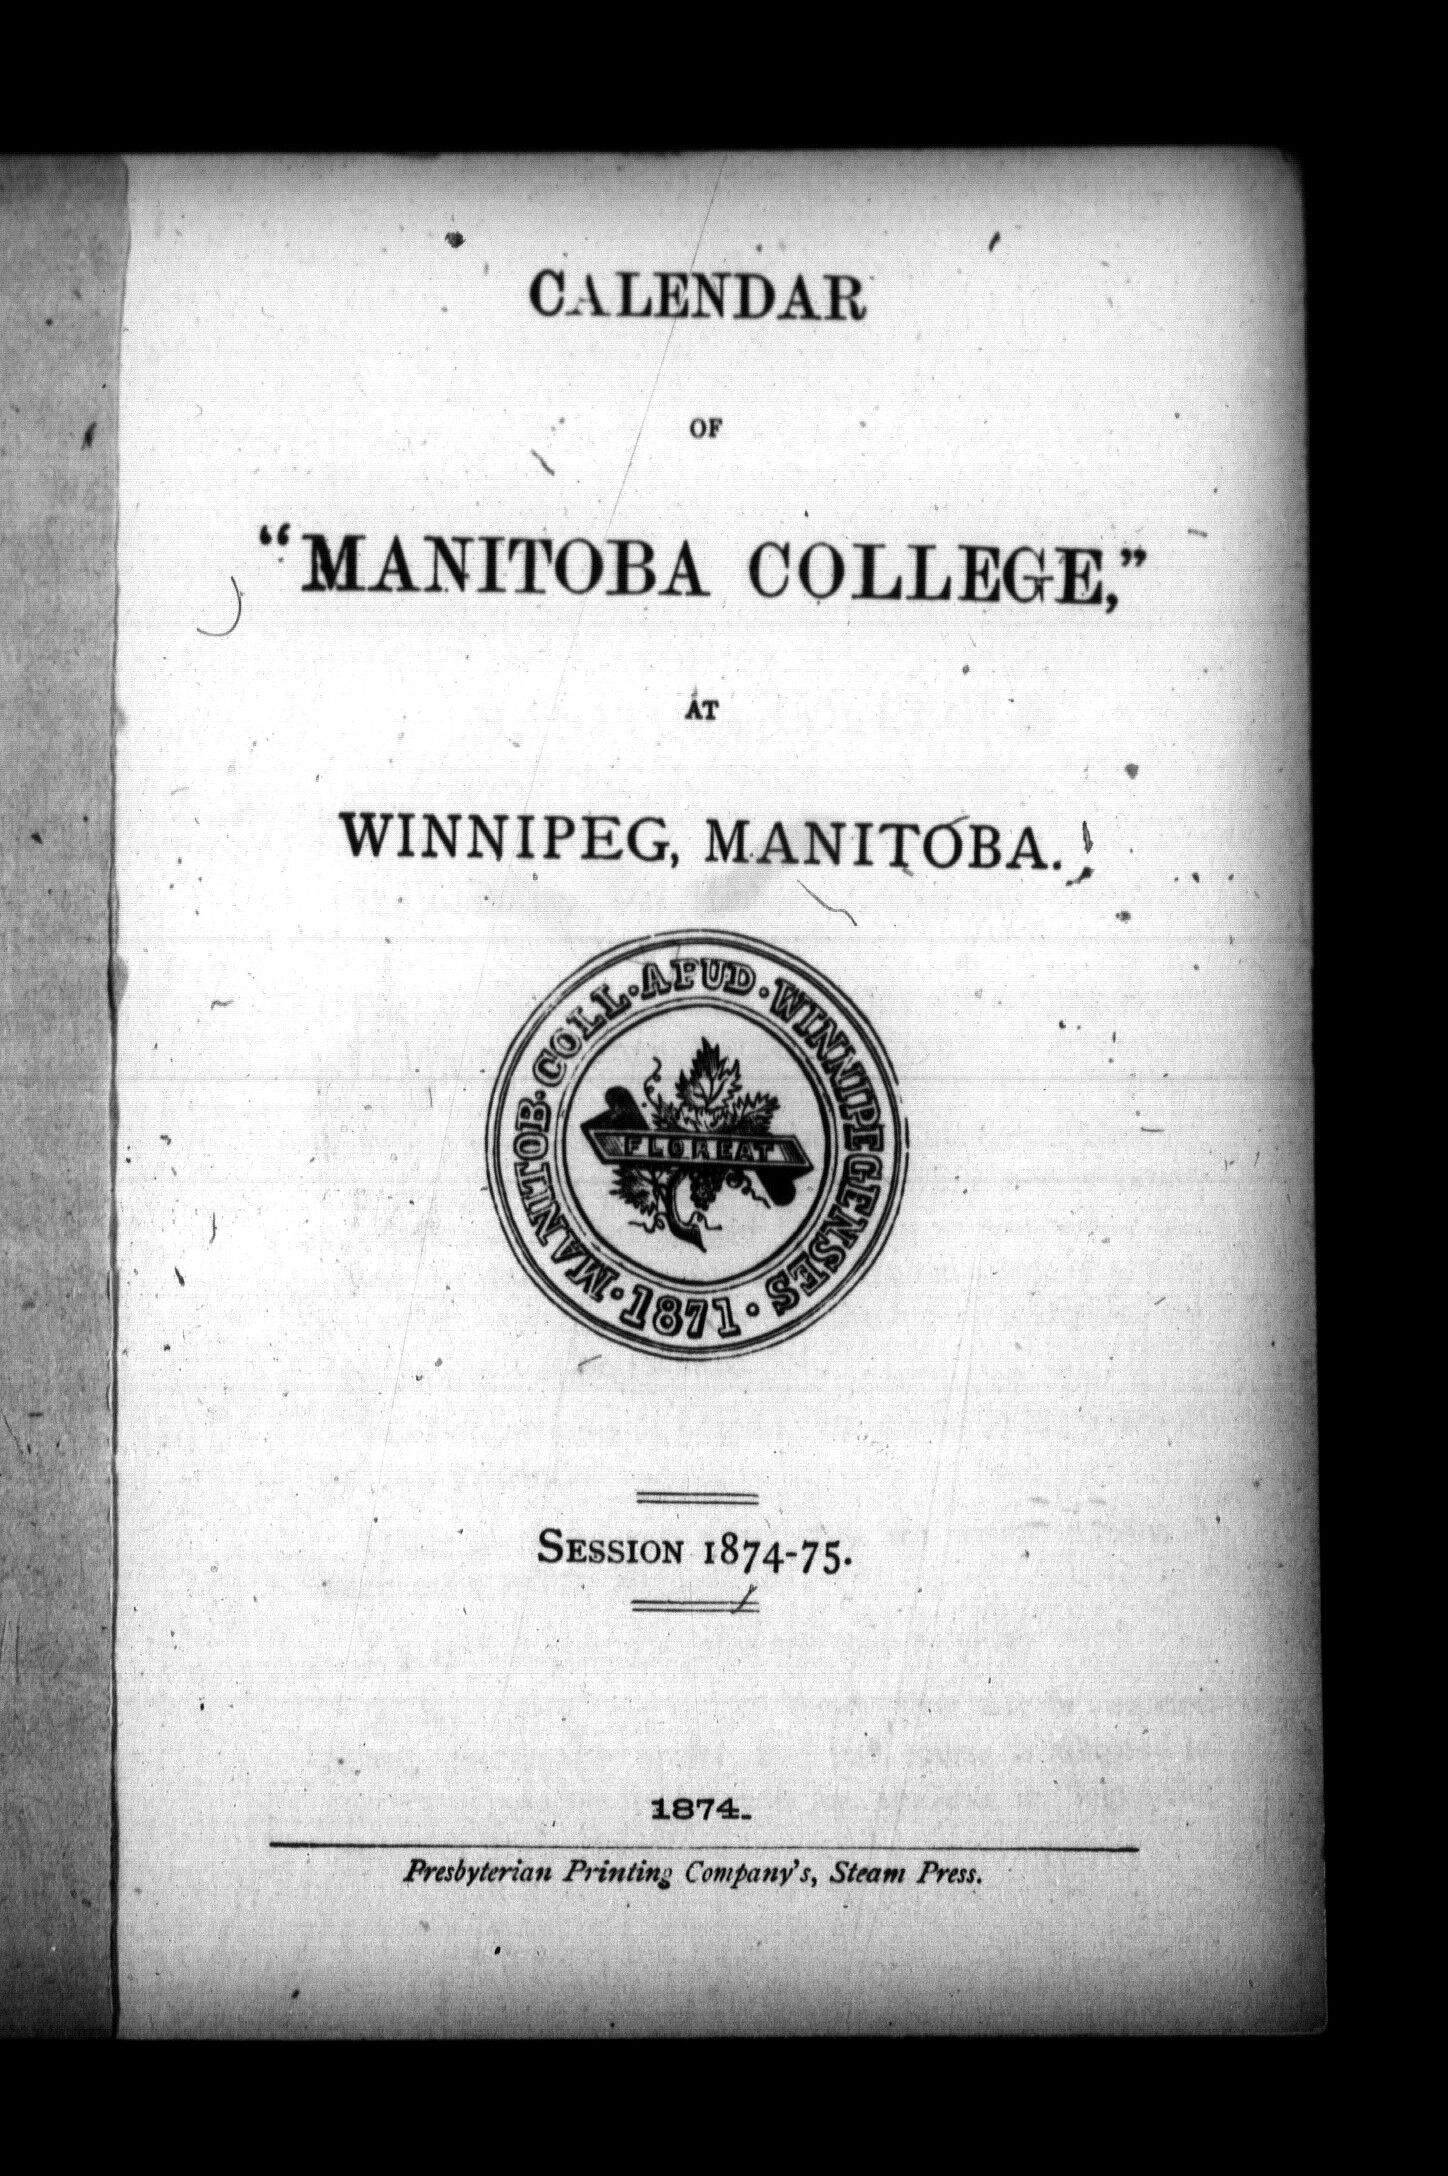 CALENDAR
OF
"MANITOBA COLLEGE,"
AT
WINNIPEG, MANITOBA.
MANITOB. COLL. APUD. WINNIPEGENSES
FLOREAT
1871
SESSION 1874-75.
1874.
Presbyterian Printing Company's, Steam Press.